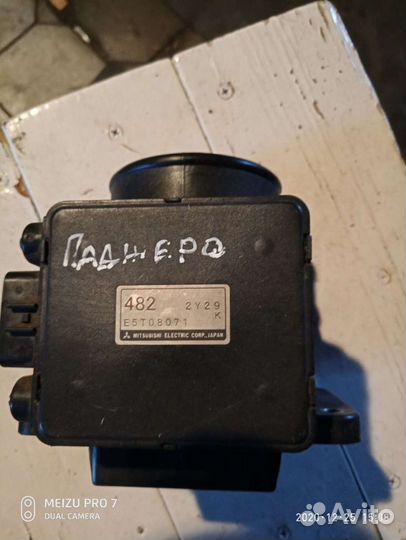 ПАДЖЕРО
482 2Y29
K
E5T08071
MITSUBISHI ELECTRIC CORP., JAPAN
MEIZU PRO 7
DUAL CAMERA
Avito